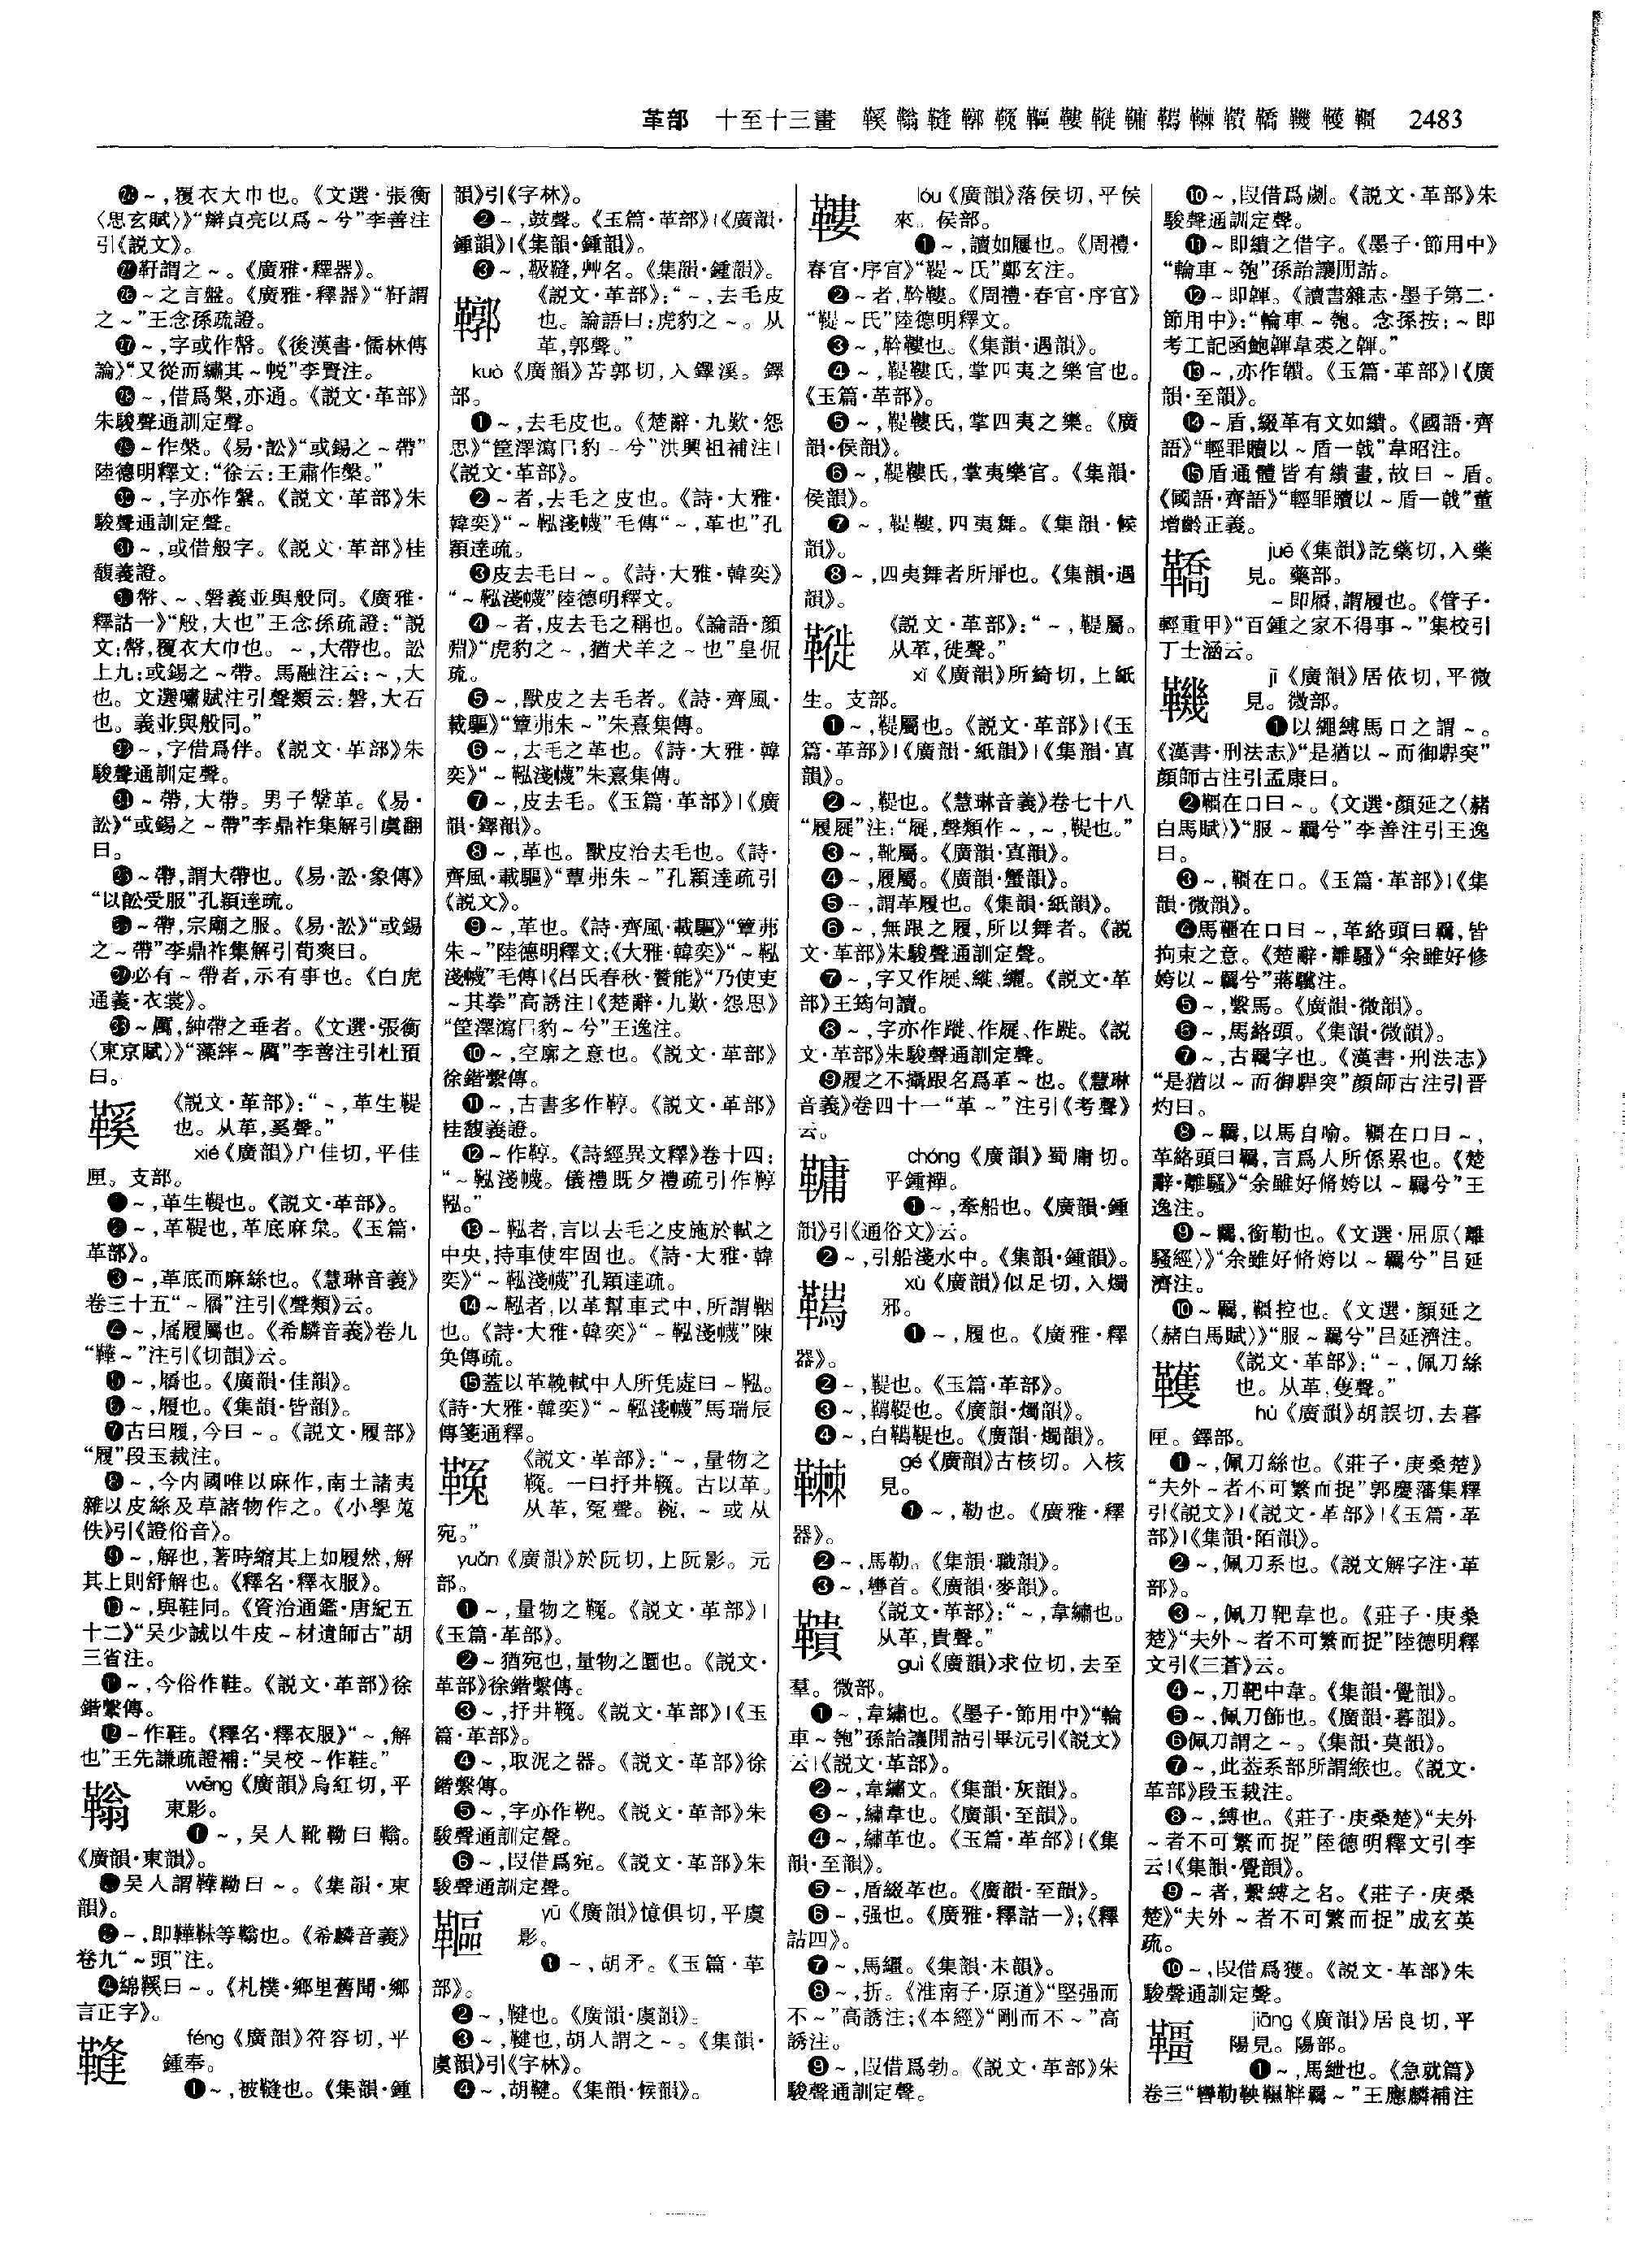 革部 十至十三畫 鞵鞥韃鞹鞔䩽鞻鞿2483
㉓～,覆衣大巾也。《文選·張衡
〈思玄賦〉》“辮貞亮以爲～兮”李善注
引《説文》。
㉔靬謂之～。《廣雅·釋器》。
㉕～之言盤。《廣雅·釋器》“靬謂
之～”王念孫疏證。
㉗～,字或作幋。《後漢書·儒林傳
論》“又從而繡其～帨”李賢注。
㉘～,借爲槃,亦通。《説文·革部》
朱駿聲通訓定聲。
㉙～作槃。《易·訟》“或錫之～帶”
陸德明釋文:“徐云:王肅作槃。”
㉚～,字亦作縏。《説文·革部》朱
駿聲通訓定聲。
㉛～,或借般字。《説文·革部》桂
馥義證。
㉜幋、～、磐義並與般同。《廣雅·
釋詁一》“般,大也”王念孫疏證:“説
文:幋,覆衣大巾也。～,大帶也。訟
上九:或錫之～帶。馬融注云:～,大
也。文選嘯賦注引聲類云:磐,大石
也。義並與般同。”
㉝～,字借爲伴。《説文·革部》朱
駿聲通訓定聲。
㉞～帶,大帶。男子鞶革。《易·
訟》“或錫之～帶”李鼎祚集解引虞翻
曰。
㉟～帶,謂大帶也。《易·訟·象傳》
“以訟受服”孔穎達疏。
㊱～帶,宗廟之服。《易·訟》“或錫
之～帶”李鼎祚集解引荀爽曰。
㊲必有～帶者,示有事也。《白虎
通義·衣裳》。
㊳～厲,紳帶之垂者。《文選·張衡
〈東京賦〉》“藻繂～厲”李善注引杜預
曰。
鞵 《説文·革部》:“～,革生鞮
也。从革,奚聲。”
xié《廣韻》户佳切,平佳
匣。支部。
❶～,革生鞮也。《説文·革部》。
❷～,革鞮也,革底麻枲。《玉篇·
革部》。
❸～,革底而麻絲也。《慧琳音義》
卷三十五“～屩”注引《聲類》云。
❹～,屩履屬也。《希麟音義》卷九
“韡～”注引《切韻》云。
❺～,屩也。《廣韻·佳韻》。
❻～,履也。《集韻·皆韻》。
❼古曰履,今曰～。《説文·履部》
“履”段玉裁注。
❽～,今内國唯以麻作,南土諸夷
雜以皮絲及草諸物作之。《小學蒐
佚》引《證俗音》。
❾～,解也,著時縮其上如履然,解
其上則舒解也。《釋名·釋衣服》。
❿～,與鞋同。《資治通鑑·唐紀五
十二》“吴少誠以牛皮～材遺師古”胡
三省注。
⓫～,今俗作鞋。《説文·革部》徐
鍇繫傳。
⓬～作鞋。《釋名·釋衣服》“～,解
也”王先謙疏證補:“吴校～作鞋。”
鞥 wēng《廣韻》烏紅切,平
東影。
❶～,吴人靴靿曰鞥。
《廣韻·東韻》。
❷吴人謂鞾靿曰～。《集韻·東
韻》。
❸～,即鞾靺等鞥也。《希麟音義》
卷九“～頭”注。
❹綿鞵曰～。《札樸·鄉里舊聞·鄉
言正字》。
韃 féng《廣韻》符容切,平
鍾奉。
❶～,被縫也。《集韻·鍾
韻》引《字林》。
❷～,鼓聲。《玉篇·革部》|《廣韻·
鍾韻》|《集韻·鍾韻》。
❸～,靸韃,艸名。《集韻·鍾韻》。
鞹 《説文·革部》:“～,去毛皮
也。論語曰:虎豹之～。从
革,郭聲。”
kuò《廣韻》苦郭切,入鐸溪。鐸
部。
❶～,去毛皮也。《楚辭·九歎·怨
思》“筐澤瀉㠯豹～兮”洪興祖補注|
《説文·革部》。
❷～者,去毛之皮也。《詩·大雅·
韓奕》“～鞃淺幭”毛傳“～,革也”孔
穎達疏。
❸皮去毛曰～。《詩·大雅·韓奕》
“～鞃淺幭”陸德明釋文。
❹～者,皮去毛之稱也。《論語·顔
淵》“虎豹之～,猶犬羊之～也”皇侃
疏。
❺～,獸皮之去毛者。《詩·齊風·
載驅》“簟茀朱～”朱熹集傳。
❻～,去毛之革也。《詩·大雅·韓
奕》“～鞃淺幭”朱熹集傳。
❼～,皮去毛。《玉篇·革部》|《廣
韻·鐸韻》。
❽～,革也。獸皮治去毛也。《詩·
齊風·載驅》“簟茀朱～”孔穎達疏引
《説文》。
❾～,革也。《詩·齊風·載驅》“簟茀
朱～”陸德明釋文;《大雅·韓奕》“～鞃
淺幭”毛傳|《吕氏春秋·贊能》“乃使吏
～其拳”高誘注|《楚辭·九歎·怨思》
“筐澤瀉㠯豹～兮”王逸注。
❿～,空廓之意也。《説文·革部》
徐鍇繫傳。
⓫～,古書多作鞟。《説文·革部》
桂馥義證。
⓬～作鞟。《詩經異文釋》卷十四:
“～鞃淺幭。儀禮既夕禮疏引作鞟
鞃。”
⓭～鞃者,言以去毛之皮施於軾之
中央,持車使牢固也。《詩·大雅·韓
奕》“～鞃淺幭”孔穎達疏。
⓮～鞃者,以革幫車式中,所謂鞇
也。《詩·大雅·韓奕》“～鞃淺幭”陳
奂傳疏。
⓯蓋以革鞔軾中人所凭處曰～鞃。
《詩·大雅·韓奕》“～鞃淺幭”馬瑞辰
傳箋通釋。
《説文·革部》:“～,量物之
鞔。一曰抒井鞔。古以革。
从革,冤聲。䩩,～或从
宛。”
yuān《廣韻》於阮切,上阮影。元
部。
❶～,量物之鞔。《説文·革部》|
《玉篇·革部》。
❷～猶宛也,量物之圜也。《説文·
革部》徐鍇繫傳。
❸～,抒井鞔。《説文·革部》|《玉
篇·革部》。
❹～,取泥之器。《説文·革部》徐
鍇繫傳。
❺～,字亦作䩩。《説文·革部》朱
駿聲通訓定聲。
❻～,叚借爲宛。《説文·革部》朱
駿聲通訓定聲。
yū《廣韻》憶俱切,平虞
影。
❶～,胡矛。《玉篇·革
部》。
❷～,鞬也。《廣韻·虞韻》。
❸～,鞬也,胡人謂之～。《集韻·
虞韻》引《字林》。
❹～,胡鞬。《集韻·候韻》。
鞻 lóu《廣韻》落侯切,平侯
來。侯部。
❶～,讀如屨也。《周禮·
春官·序官》“鞮～氏”鄭玄注。
❷～者,軡鞻。《周禮·春官·序官》
“鞮～氏”陸德明釋文。
❸～,軡鞻也。《集韻·遇韻》。
❹～,鞮鞻氏,掌四夷之樂官也。
《玉篇·革部》。
❺～,鞮鞻氏,掌四夷之樂。《廣
韻·侯韻》。
❻～,鞮鞻氏,掌夷樂官。《集韻·
侯韻》。
❼～,鞮鞻,四夷舞。《集韻·候
韻》。
❽～,四夷舞者所屝也。《集韻·遇
韻》。
《説文·革部》:“～,鞮屬。
从革,徙聲。”
xǐ《廣韻》所綺切,上紙
生。支部。
❶～,鞮屬也。《説文·革部》|《玉
篇·革部》|《廣韻·紙韻》|《集韻·寘
韻》。
❷～,鞮也。《慧琳音義》卷七十八
“履屣”注:“屣,聲類作～,～,鞮也。”
❸～,靴屬。《廣韻·寘韻》。
❹～,履屬。《廣韻·蟹韻》。
❺～,謂革履也。《集韻·紙韻》。
❻～,無跟之履,所以舞者。《説
文·革部》朱駿聲通訓定聲。
❼～,字又作屣、縰、纚。《説文·革
部》王筠句讀。
❽～,字亦作蹝、作屣、作跿。《説
文·革部》朱駿聲通訓定聲。
❾履之不攝跟名爲革～也。《慧琳
音義》卷四十一“革～”注引《考聲》
云。
chóng《廣韻》蜀庸切。
平鍾禪。
❶～,牽船也。《廣韻·鍾
韻》引《通俗文》云。
❷～,引船淺水中。《集韻·鍾韻》。
xù《廣韻》似足切,入燭
邪。
❶～,履也。《廣雅·釋
器》。
❷～,鞮也。《玉篇·革部》。
❸～,鞮也。《廣韻·燭韻》。
❹～,白鞮也。《廣韻·燭韻》。
gé《廣韻》古核切。入核
見。
❶～,勒也。《廣雅·釋
器》。
❷～,馬勒。《集韻·職韻》。
❸～,轡首。《廣韻·麥韻》。
鞼 《説文·革部》:“～,韋繡也。
从革,貴聲。”
guì《廣韻》求位切,去至
羣。微部。
❶～,韋繡也。《墨子·節用中》“輪
車～匏”孫詒讓閒詁引畢沅引《説文》
云|《説文·革部》。
❷～,韋繡文。《集韻·灰韻》。
❸～,繡韋也。《廣韻·至韻》。
❹～,繡革也。《玉篇·革部》|《集
韻·至韻》。
❺～,盾綴革也。《廣韻·至韻》。
❻～,强也。《廣雅·釋詁一》;《釋
詁四》。
❼～,馬繮。《集韻·未韻》。
❽～,折。《淮南子·原道》“堅强而
不～”高誘注;《本經》“剛而不～”高
誘注。
❾～,叚借爲勃。《説文·革部》朱
駿聲通訓定聲。
❿～,叚借爲劌。《説文·革部》朱
駿聲通訓定聲。
⓫～即繢之借字。《墨子·節用中》
“輪車～匏”孫詒讓閒詁。
⓬～即韗。《讀書雜志·墨子第二·
節用中》:“輪車～匏。念孫按:～即
考工記函鮑韗韋裘之韗。”
⓭～,亦作韥。《玉篇·革部》|《廣
韻·至韻》。
⓮～盾,綴革有文如繢。《國語·齊
語》“輕罪贖以～盾一戟”韋昭注。
⓯盾通體皆有繢畫,故曰～盾。
《國語·齊語》“輕罪贖以～盾一戟”董
增齡正義。
鞽 juē《集韻》訖藥切,入藥
見。藥部。
～即屩,謂履也。《管子·
輕重甲》“百鍾之家不得事～”集校引
丁士涵云。
鞿 jī《廣韻》居依切,平微
見。微部。
❶以繩縛馬口之謂～。
《漢書·刑法志》“是猶以～而御駻突”
顔師古注引孟康曰。
❷韁在口曰～。《文選·顔延之〈赭
白馬賦〉》“服～羈兮”李善注引王逸
曰。
❸～,韁在口。《玉篇·革部》|《集
韻·微韻》。
❹馬韁在口曰～,革絡頭曰羈,皆
拘束之意。《楚辭·離騷》“余雖好修
姱以～羈兮”蔣驥注。
❺～,繫馬。《廣韻·微韻》。
❻～,馬絡頭。《集韻·微韻》。
❼～,古羈字也。《漢書·刑法志》
“是猶以～而御駻突”顔師古注引晉
灼曰。
❽～羈,以馬自喻。韁在口曰～,
革絡頭曰羈,言爲人所係累也。《楚
辭·離騷》“余雖好脩姱以～羈兮”王
逸注。
❾～羈,銜勒也。《文選·屈原〈離
騷經〉》“余雖好脩姱以～羈兮”吕延
濟注。
❿～羈,韁控也。《文選·顔延之
〈赭白馬賦〉》“服～羈兮”吕延濟注。
韄 《説文·革部》:“～,佩刀絲
也。从革,蒦聲。”
hù《廣韻》胡誤切,去暮
匣。鐸部。
❶～,佩刀絲也。《莊子·庚桑楚》
“夫外～者不可繁而捉”郭慶藩集釋
引《説文》|《説文·革部》|《玉篇·革
部》|《集韻·陌韻》。
❷～,佩刀系也。《説文解字注·革
部》。
❸～,佩刀靶韋也。《莊子·庚桑
楚》“夫外～者不可繁而捉”陸德明釋
文引《三蒼》云。
❹～,刀靶中韋。《集韻·覺韻》。
❺～,佩刀飾也。《廣韻·暮韻》。
❻佩刀謂之～。《集韻·莫韻》。
❼～,此葢系部所謂緱也。《説文·
革部》段玉裁注。
❽～,縛也。《莊子·庚桑楚》“夫外
～者不可繁而捉”陸德明釋文引李
云|《集韻·覺韻》。
❾～者,繫縛之名。《莊子·庚桑
楚》“夫外～者不可繁而捉”成玄英
疏。
❿～,叚借爲獲。《説文·革部》朱
駿聲通訓定聲。
韁 jiāng《廣韻》居良切,平
陽見。陽部。
❶～,馬紲也。《急就篇》
卷三“轡勒鞅韅靽羈～”王應麟補注